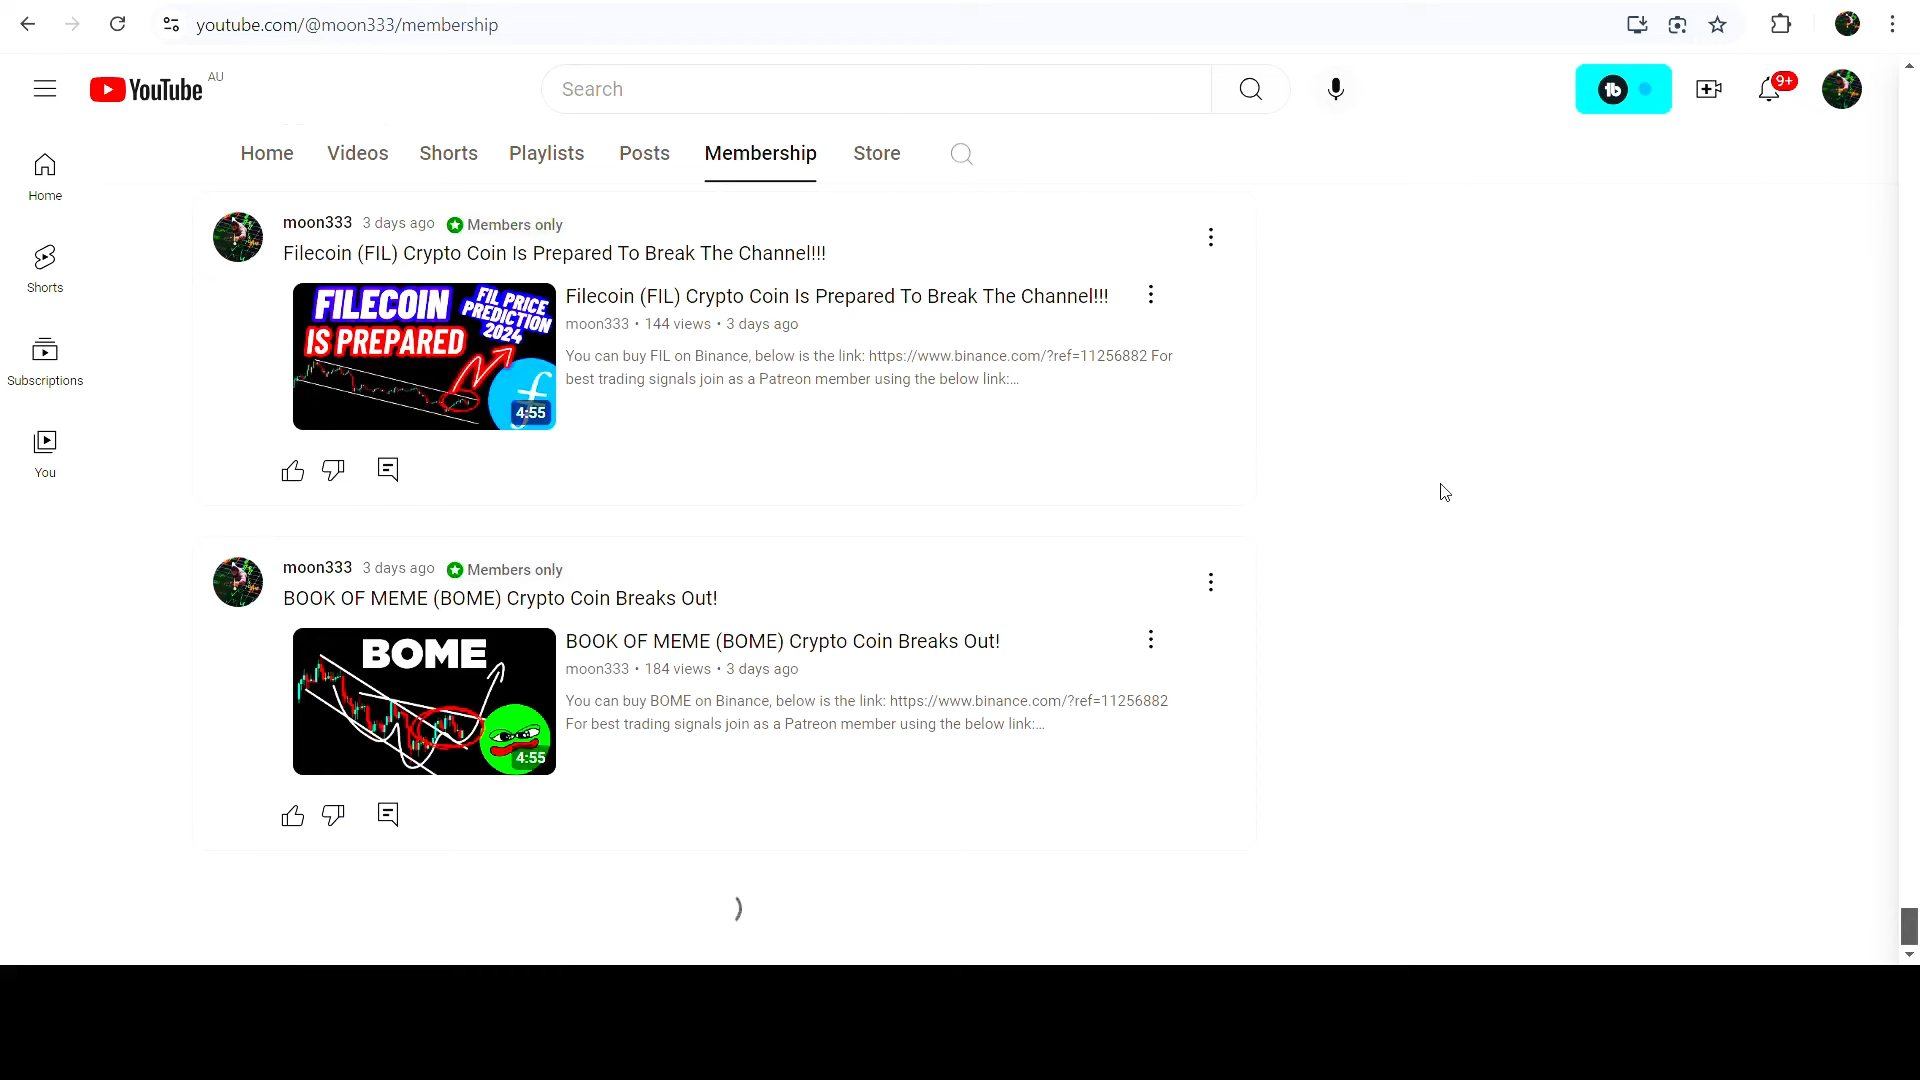 youtube.com/@moon333/membership
YouTube AU
Search
9+
Home Videos Shorts Playlists Posts Membership Store
Home
Shorts
Subscriptions
You
moon333 3 days ago Members only
Filecoin (FIL) Crypto Coin Is Prepared To Break The Channel!!!
FILECOIN
IS PREPARED
FIL PRICE
PREDICTION
2024
4:55
Filecoin (FIL) Crypto Coin Is Prepared To Break The Channel!!!
moon333 • 144 views • 3 days ago
You can buy FIL on Binance, below is the link: https://www.binance.com/?ref=11256882 For
best trading signals join as a Patreon member using the below link:...
moon333 3 days ago Members only
BOOK OF MEME (BOME) Crypto Coin Breaks Out!
BOME
4:55
BOOK OF MEME (BOME) Crypto Coin Breaks Out!
moon333 • 184 views • 3 days ago
You can buy BOME on Binance, below is the link: https://www.binance.com/?ref=11256882
For best trading signals join as a Patreon member using the below link:...